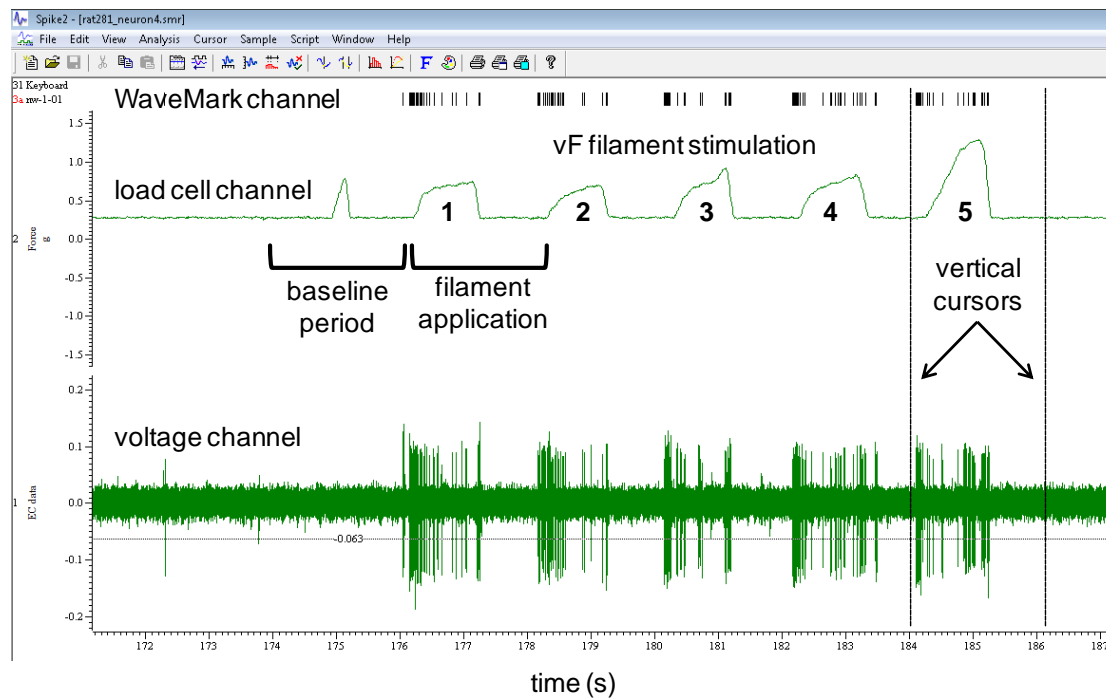 Spike2 - [rat281_neuron4.smr]
File Edit View Analysis Cursor Sample Script Window Help
31 Keyboard
3a nw-1-01
WaveMark channel
1.5
1.0
0.5
0.0
-0.5
-1.0
-1.5
2
Force
g
vF filament stimulation
load cell channel
1 2 3 4 5
baseline
period
filament
application
vertical
cursors
0.2
0.1
0.0
-0.1
-0.2
1
EC data
voltage channel
-0.063
172 173 174 175 176 177 178 179 180 181 182 183 184 185 186 187
time (s)